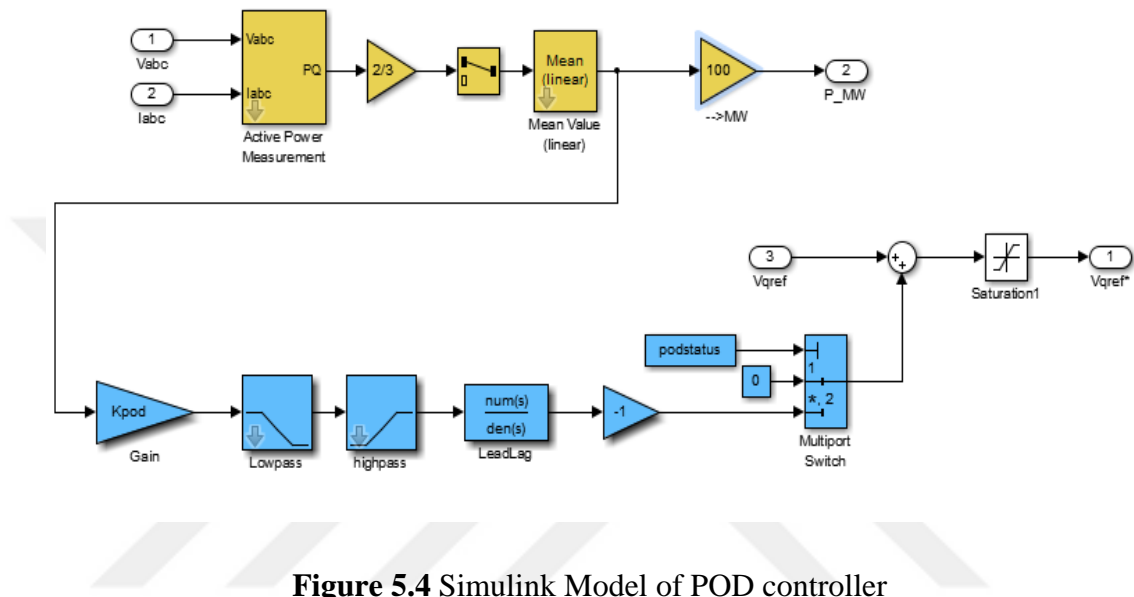 1
Vabc
2
Iabc
Vabc
Iabc
PQ
Active Power
Measurement
2/3
Mean
(linear)
Mean Value
(linear)
100
-->MW
2
P_MW
3
Vqref
Saturation1
1
Vqref*
podstatus
0
1
*, 2
Multiport
Switch
Kpod
Gain
Lowpass
highpass
num(s)
den(s)
LeadLag
-1
Figure 5.4 Simulink Model of POD controller